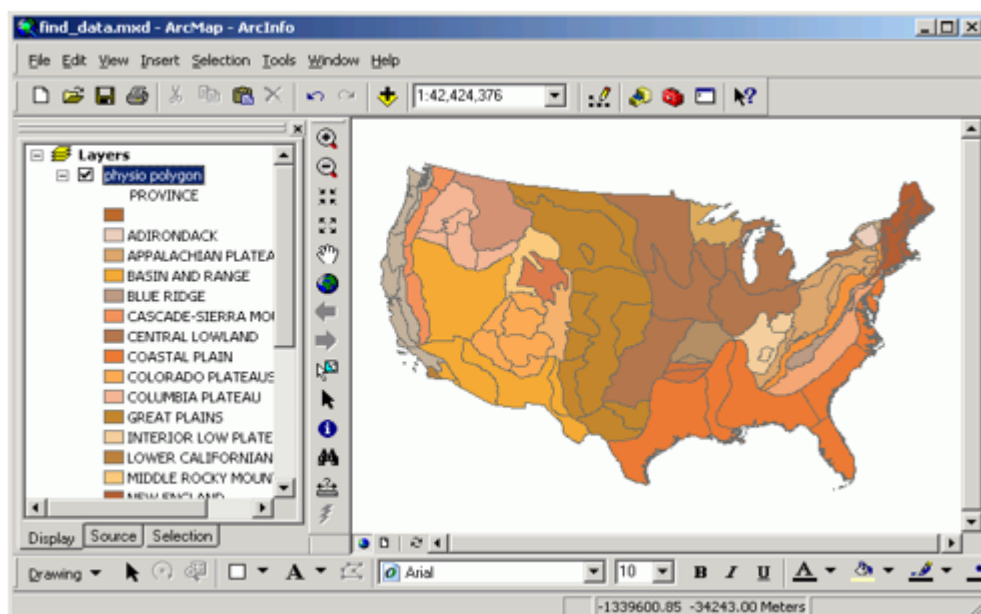 find_data.mxd - ArcMap - ArcInfo
File Edit View Insert Selection Tools Window Help
1:42,424,376
Layers
physio polygon
PROVINCE
ADIRONDACK
APPALACHIAN PLATEA
BASIN AND RANGE
BLUE RIDGE
CASCADE-SIERRA MOU
CENTRAL LOWLAND
COASTAL PLAIN
COLORADO PLATEAUS
COLUMBIA PLATEAU
GREAT PLAINS
INTERIOR LOW PLATE
LOWER CALIFORNIAN
MIDDLE ROCKY MOUN
NEW ENGLAND
Display Source Selection
Drawing A Arial 10 B I U A
-1339600.85 -34243.00 Meters